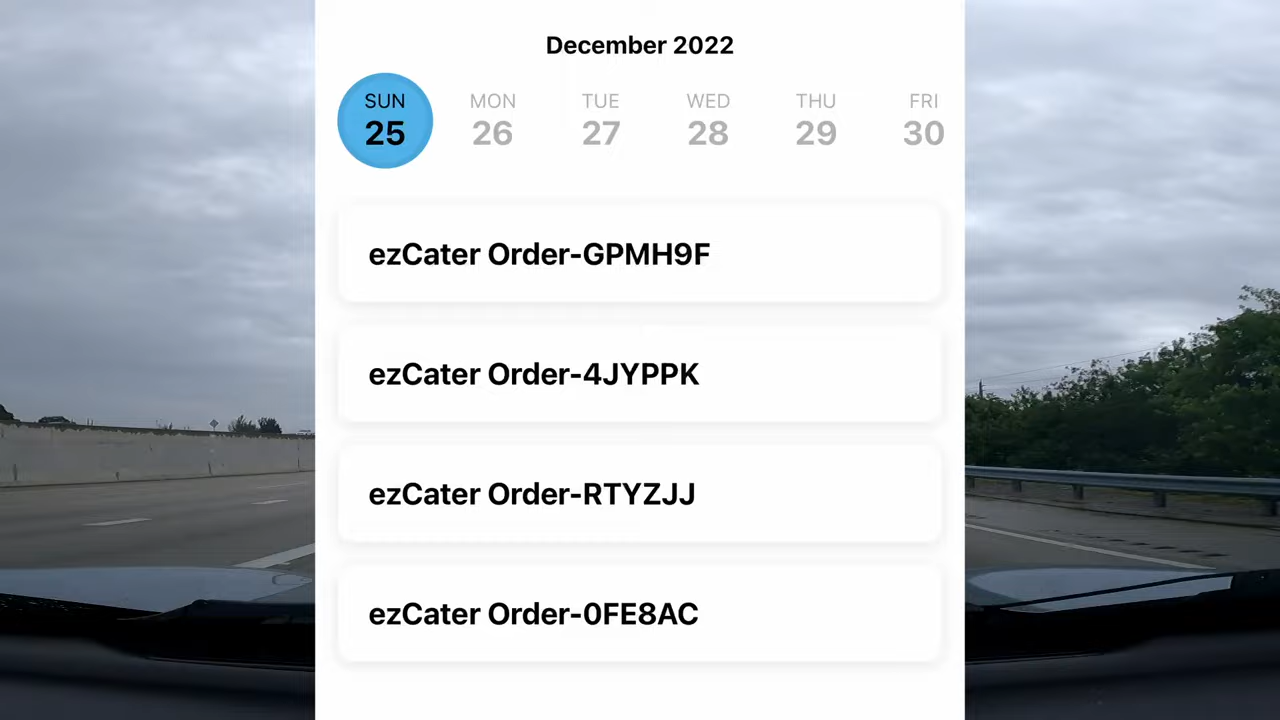 December 2022
SUN MON TUE WED THU FRI
25 26 27 28 29 30
ezCater Order-GPMH9F
ezCater Order-4JYPPK
ezCater Order-RTYZJJ
ezCater Order-0FE8AC